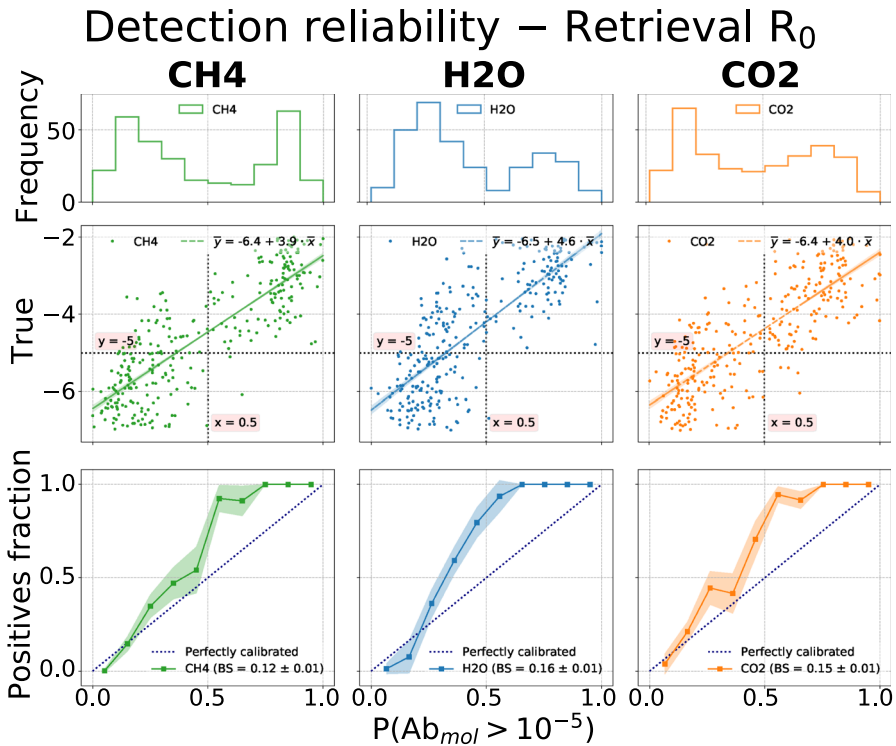 Detection reliability − Retrieval R₀
CH4 H2O CO2
Frequency
50
0
CH4
H2O
CO2
True
−2
−4
−6
CH4 y̅ = -6.4 + 3.9 · x̅
y = -5
x = 0.5
H2O y̅ = -6.5 + 4.6 · x̅
y = -5
x = 0.5
CO2 y̅ = -6.4 + 4.0 · x̅
y = -5
x = 0.5
Positives fraction
1.0
0.5
0.0
Perfectly calibrated
CH4 (BS = 0.12 ± 0.01)
Perfectly calibrated
H2O (BS = 0.16 ± 0.01)
Perfectly calibrated
CO2 (BS = 0.15 ± 0.01)
0.0 0.5 1.0 0.0 0.5 1.0 0.0 0.5 1.0
P(Ab_mol > 10⁻⁵)